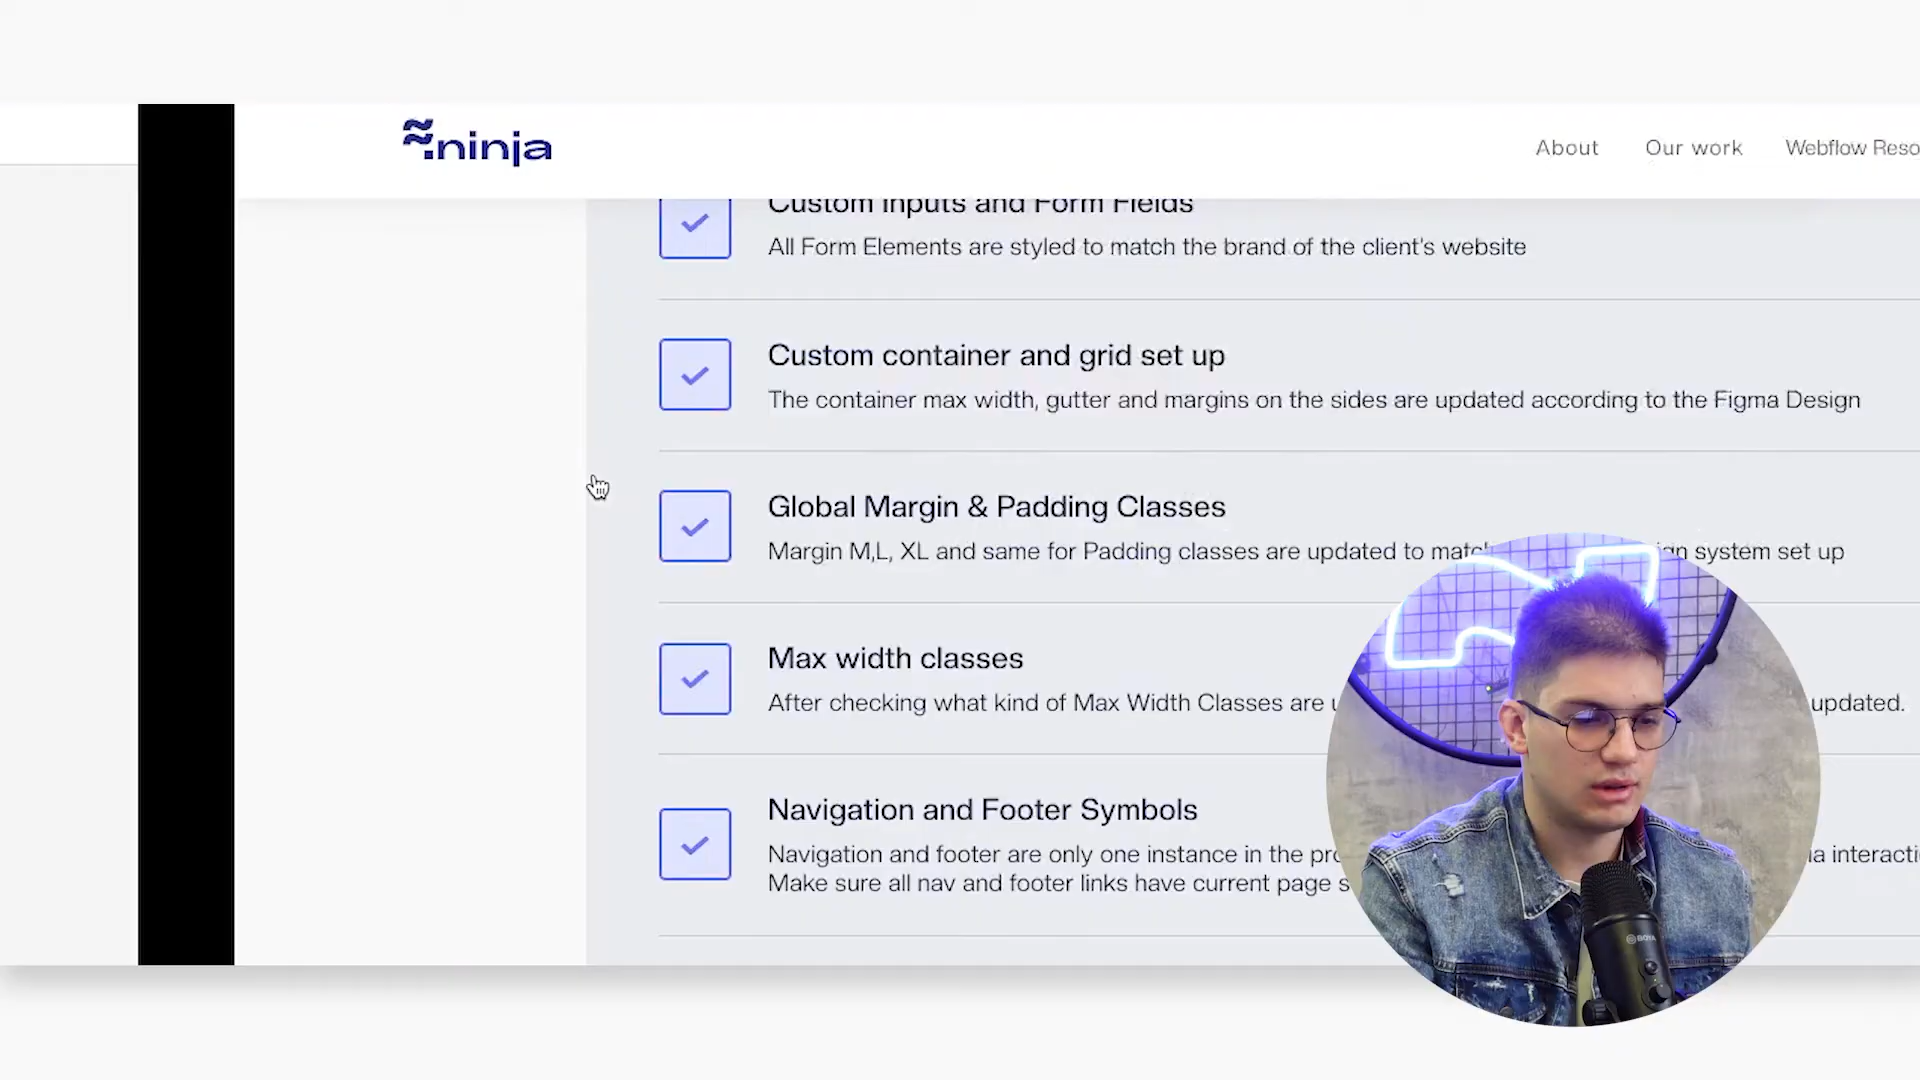 ninja
About
Our work
Webflow Reso
Custom Inputs and Form Fields
All Form Elements are styled to match the brand of the client's website
Custom container and grid set up
The container max width, gutter and margins on the sides are updated according to the Figma Design
Global Margin & Padding Classes
Margin M,L, XL and same for Padding classes are updated to system set up
Max width classes
After checking what kind of Max Width Classes are updated.
Navigation and Footer Symbols
Navigation and footer are only one instance in the interacti
Make sure all nav and footer links have current page
BOYA